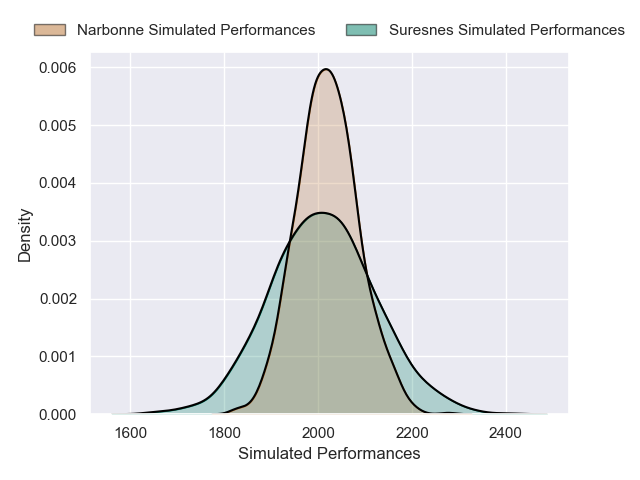 Narbonne Simulated Performances Suresnes Simulated Performances
0.006
0.005
0.004
0.003
0.002
0.001
0.000
Density
1600 1800 2000 2200 2400
Simulated Performances